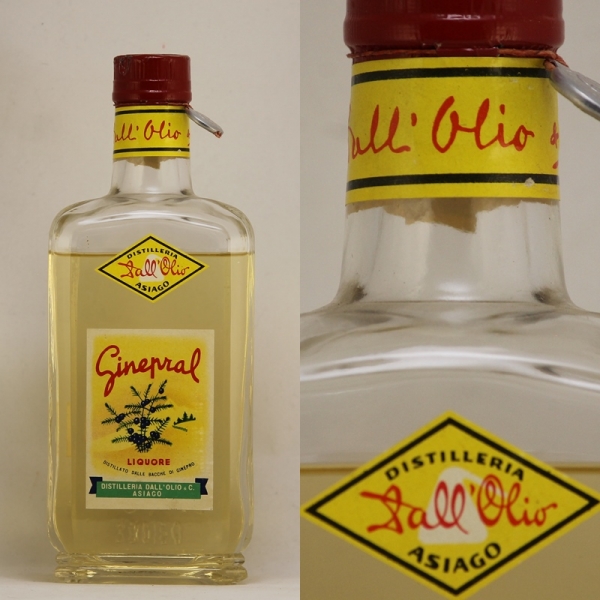 Dall'Olio
DISTILLERIA
Dall'Olio
ASIAGO
Ginepral
LIQUORE
DISTILLATO DALLE BACCHE DI GINEPRO
DISTILLERIA DALL'OLIO & C.
ASIAGO
Dall'Olio
DISTILLERIA
Dall'Olio
ASIAGO